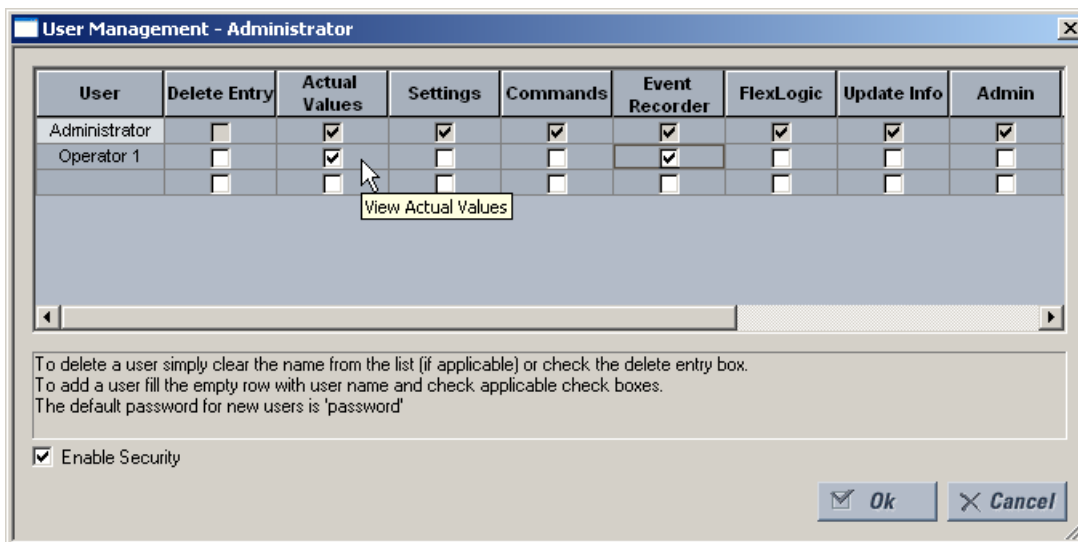 User Management - Administrator
User Delete Entry Actual Values Settings Commands Event Recorder FlexLogic Update Info Admin
Administrator
Operator 1
View Actual Values
To delete a user simply clear the name from the list (if applicable) or check the delete entry box.
To add a user fill the empty row with user name and check applicable check boxes.
The default password for new users is 'password'
Enable Security
Ok Cancel